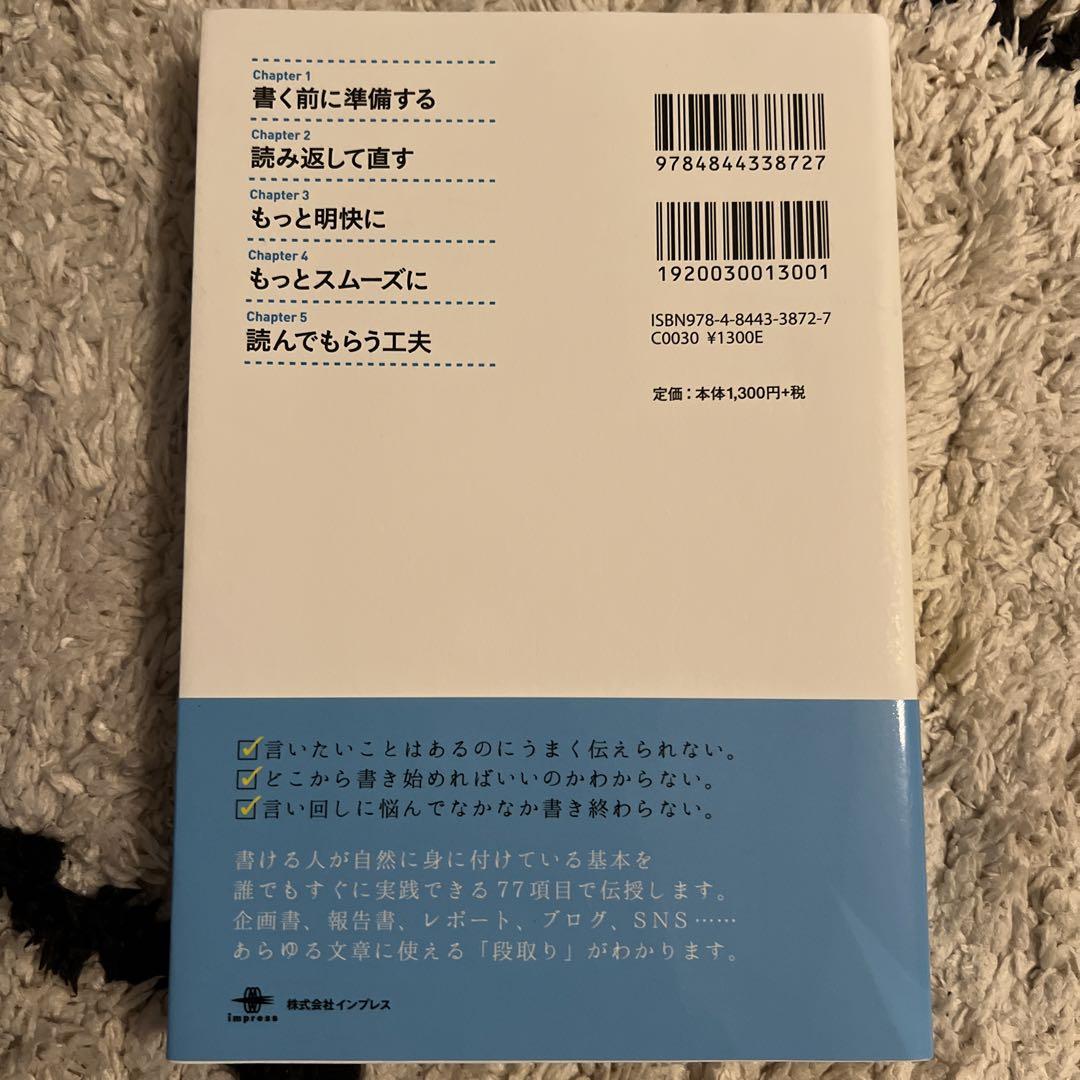 Chapter 1
書く前に準備する
Chapter 2
読み返して直す
Chapter 3
もっと明快に
Chapter 4
もっとスムーズに
Chapter 5
読んでもらう工夫
9784844338727
1920030013001
ISBN978-4-8443-3872-7
C0030 ¥1300E
定価：本体1,300円+税
言いたいことはあるのにうまく伝えられない。
どこから書き始めればいいのかわからない。
言い回しに悩んでなかなか書き終わらない。
書ける人が自然に身に付けている基本を
誰でもすぐに実践できる77項目で伝授します。
企画書、報告書、レポート、ブログ、SNS……
あらゆる文章に使える「段取り」がわかります。
impress 株式会社インプレス